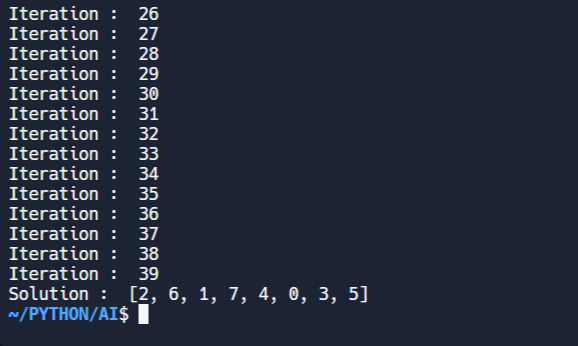 Iteration :  26
Iteration :  27
Iteration :  28
Iteration :  29
Iteration :  30
Iteration :  31
Iteration :  32
Iteration :  33
Iteration :  34
Iteration :  35
Iteration :  36
Iteration :  37
Iteration :  38
Iteration :  39
Solution :  [2, 6, 1, 7, 4, 0, 3, 5]
~/PYTHON/AI$